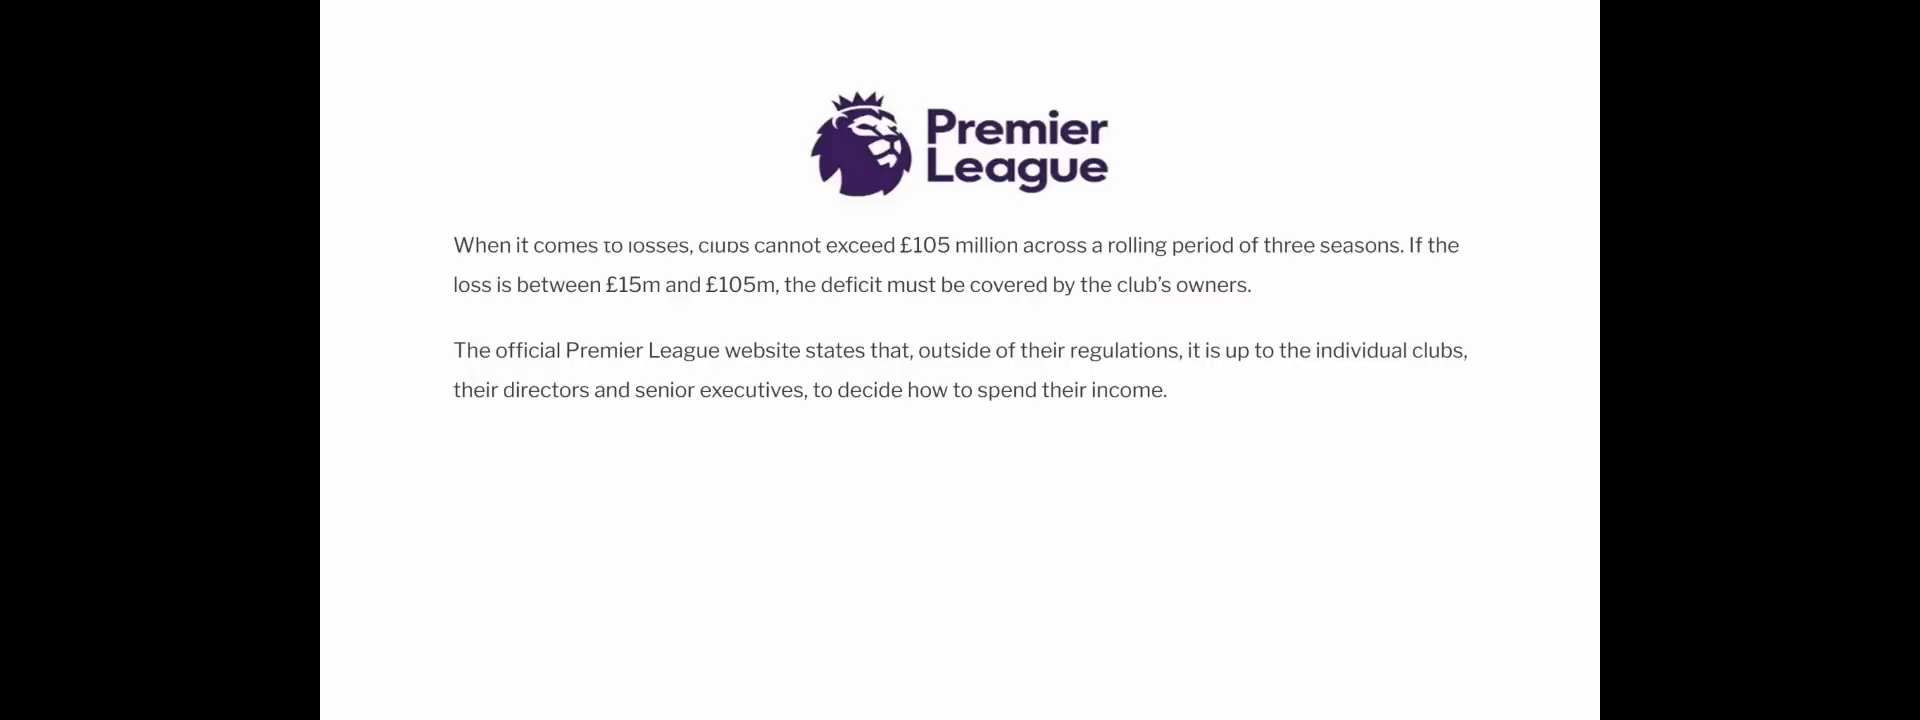 Premier
League
When it comes to losses, clubs cannot exceed £105 million across a rolling period of three seasons. If the
loss is between £15m and £105m, the deficit must be covered by the club’s owners.
The official Premier League website states that, outside of their regulations, it is up to the individual clubs,
their directors and senior executives, to decide how to spend their income.